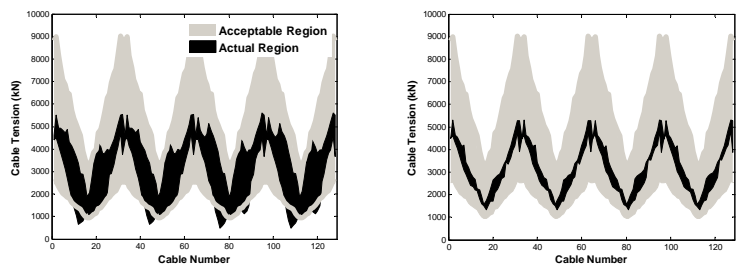 10000
9000
8000
7000
6000
5000
4000
3000
2000
1000
0
Cable Tension (kN)
Acceptable Region
Actual Region
0 20 40 60 80 100 120
Cable Number
10000
9000
8000
7000
6000
5000
4000
3000
2000
1000
0
Cable Tension (kN)
0 20 40 60 80 100 120
Cable Number